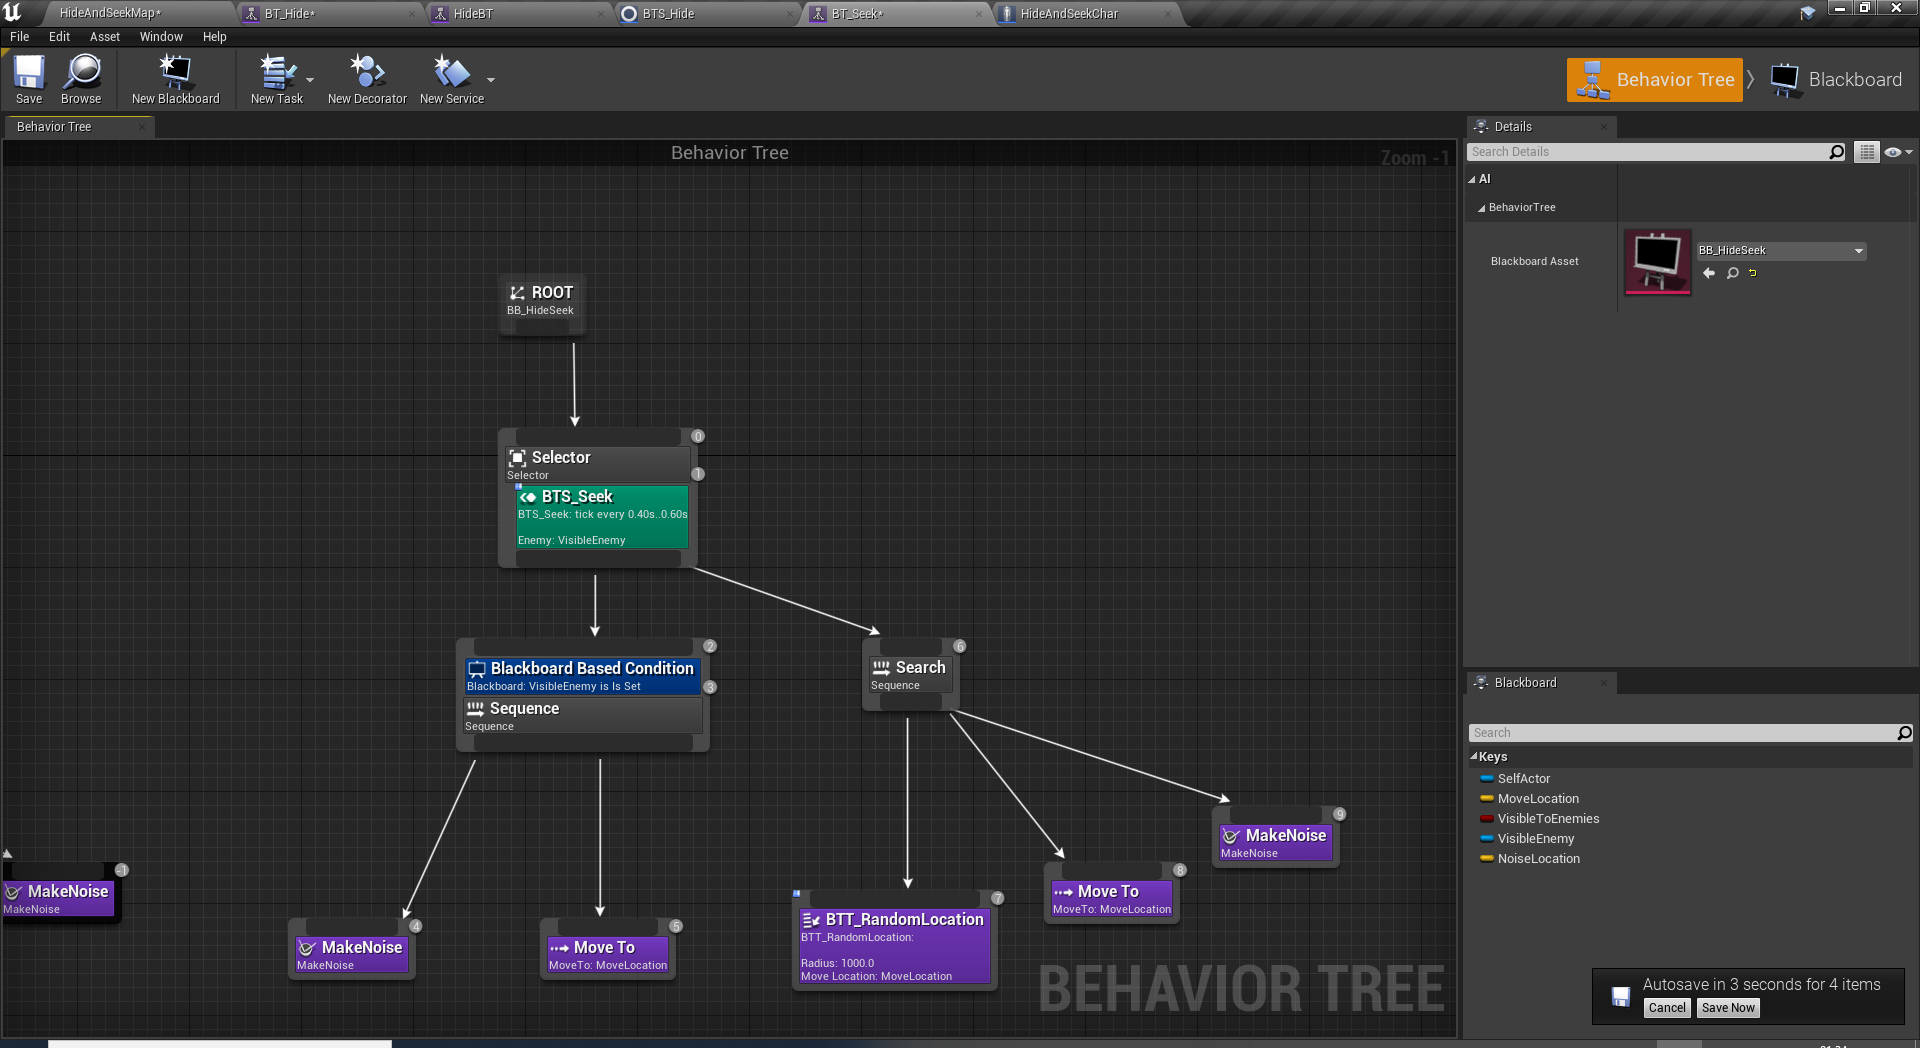 HideAndSeekMap*
BT_Hide*
HideBT
BTS_Hide
BT_Seek*
HideAndSeekChar
File
Edit
Asset
Window
Help
Save
Browse
New Blackboard
New Task
New Decorator
New Service
Behavior Tree
Blackboard
Behavior Tree
Behavior Tree
Zoom -1
ROOT
BB_HideSeek
0
Selector
Selector
1
BTS_Seek
BTS_Seek: tick every 0.40s..0.60s
Enemy: VisibleEnemy
2
Blackboard Based Condition
Blackboard: VisibleEnemy is Is Set
3
Sequence
Sequence
6
Search
Sequence
-1
MakeNoise
MakeNoise
4
MakeNoise
MakeNoise
5
Move To
MoveTo: MoveLocation
7
BTT_RandomLocation
BTT_RandomLocation:
Radius: 1000.0
Move Location: MoveLocation
8
Move To
MoveTo: MoveLocation
9
MakeNoise
MakeNoise
BEHAVIOR TREE
Details
Search Details
AI
BehaviorTree
Blackboard Asset
BB_HideSeek
Blackboard
Search
Keys
SelfActor
MoveLocation
VisibleToEnemies
VisibleEnemy
NoiseLocation
Autosave in 3 seconds for 4 items
Cancel
Save Now